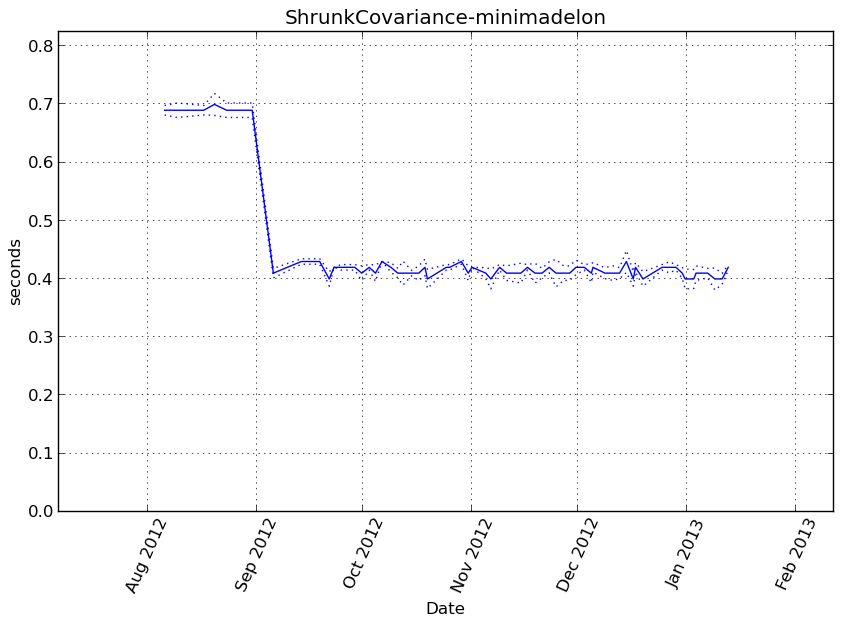 ShrunkCovariance-minimadelon
0.8
0.7
0.6
0.5
0.4
0.3
0.2
0.1
0.0
seconds
Aug 2012
Sep 2012
Oct 2012
Nov 2012
Dec 2012
Jan 2013
Feb 2013
Date